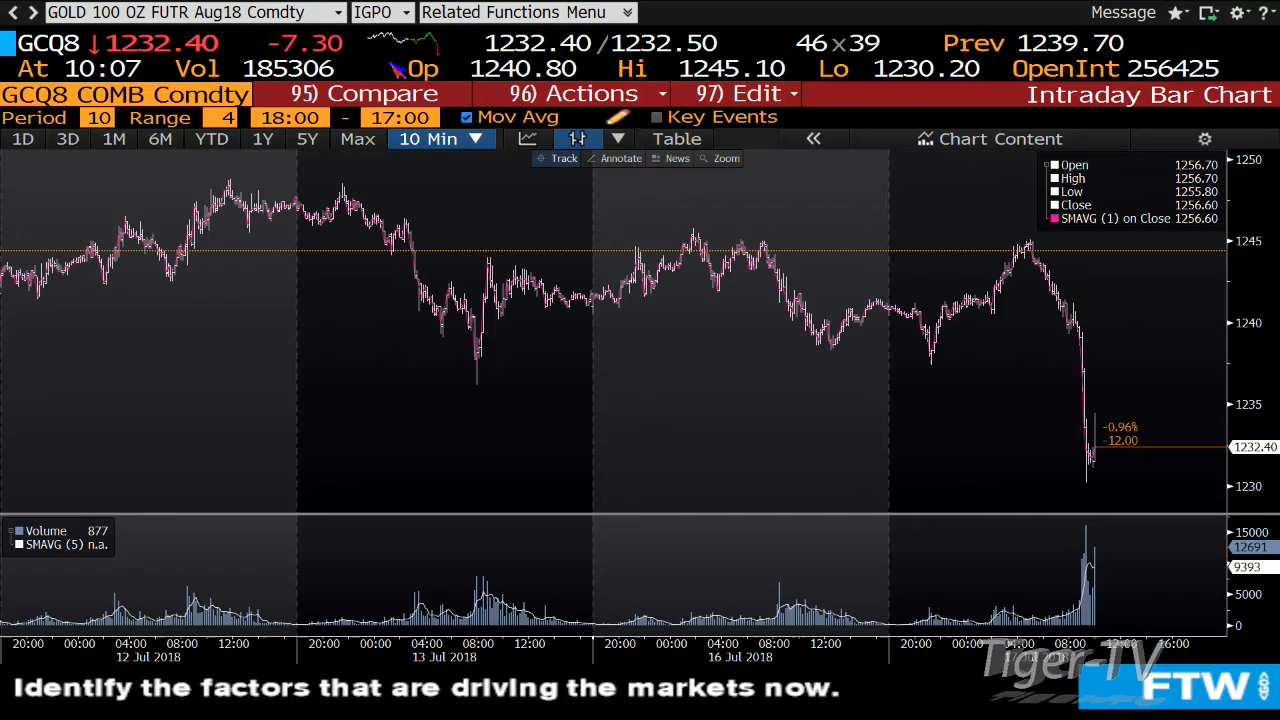 GOLD 100 OZ FUTR Aug18 Comdty IGPO Related Functions Menu Message ?
GCQ8 ↓1232.40 -7.30 1232.40/1232.50 46x39 Prev 1239.70
At 10:07 Vol 185306 Op 1240.80 Hi 1245.10 Lo 1230.20 OpenInt 256425
GCQ8 COMB Comdty 95) Compare 96) Actions 97) Edit Intraday Bar Chart
Period 10 Range 4 18:00 - 17:00 Mov Avg Key Events
1D 3D 1M 6M YTD 1Y 5Y Max 10 Min ▼ Table « Chart Content
Track Annotate News Zoom
Open 1256.70
High 1256.70
Low 1255.80
Close 1256.60
SMAVG (1) on Close 1256.60
1250
1245
1240
1235
-0.96%
-12.00
1232.40
1230
Volume 877
SMAVG (5) n.a.
15000
12691
9393
5000
0
20:00 00:00 04:00 08:00 12:00 20:00 00:00 04:00 08:00 12:00 20:00 00:00 04:00 08:00 12:00 20:00 00:00 04:00 08:00 12:00 16:00
12 Jul 2018 13 Jul 2018 16 Jul 2018 17 Jul 2018
Tiger-TV
Identify the factors that are driving the markets now.
FTW